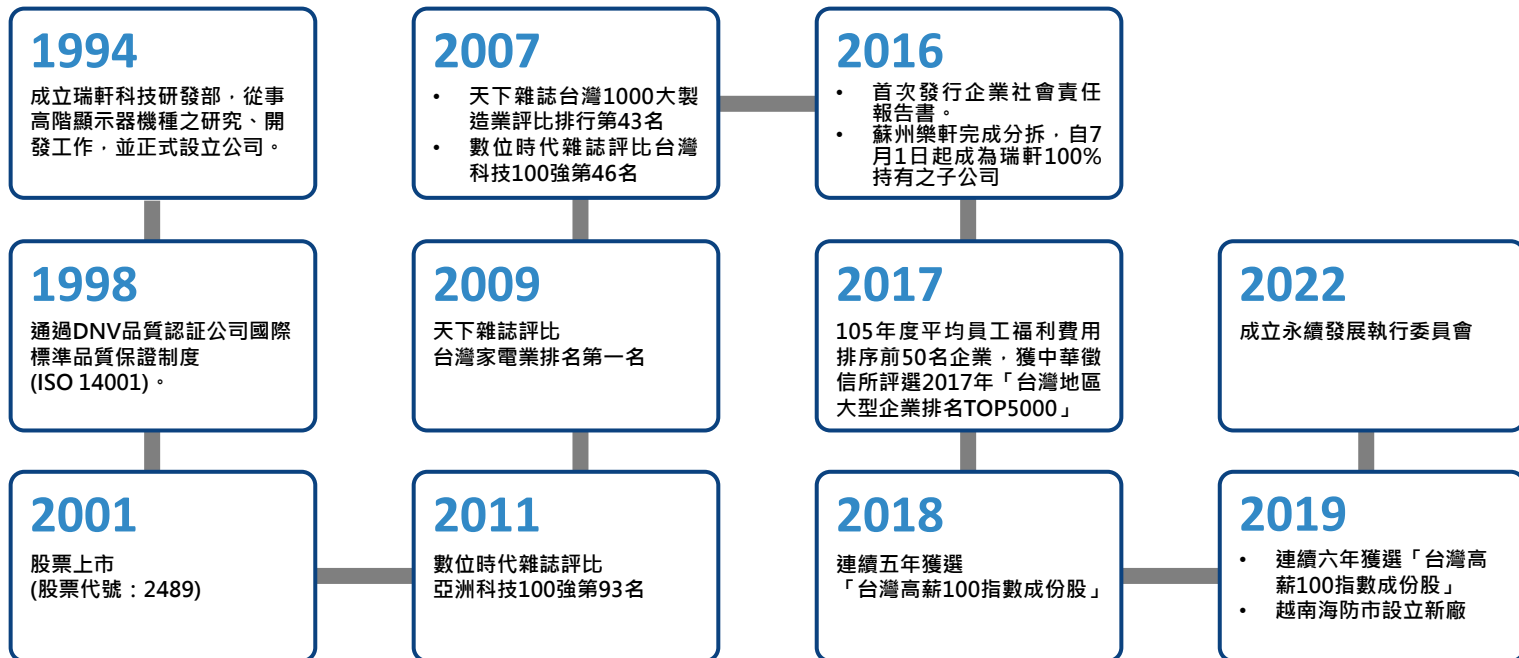 1994
成立瑞軒科技研發部，從事
高階顯示器機種之研究、開
發工作，並正式設立公司。
1998
通過DNV品質認証公司國際
標準品質保證制度
(ISO 14001)。
2001
股票上市
(股票代號：2489)
2011
數位時代雜誌評比
亞洲科技100強第93名
2009
天下雜誌評比
台灣家電業排名第一名
2007
• 天下雜誌台灣1000大製
造業評比排行第43名
• 數位時代雜誌評比台灣
科技100強第46名
2016
• 首次發行企業社會責任
報告書。
• 蘇州樂軒完成分拆，自7
月1日起成為瑞軒100%
持有之子公司
2017
105年度平均員工福利費用
排序前50名企業，獲中華徵
信所評選2017年「台灣地區
大型企業排名TOP5000」
2018
連續五年獲選
「台灣高薪100指數成份股」
2019
• 連續六年獲選「台灣高
薪100指數成份股」
• 越南海防市設立新廠
2022
成立永續發展執行委員會